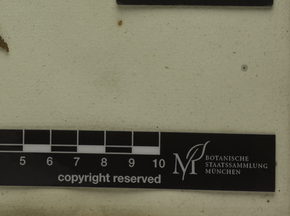 5 6 7 8 9 10
copyright reserved
M
BOTANISCHE
STAATSSAMMLUNG
MÜNCHEN